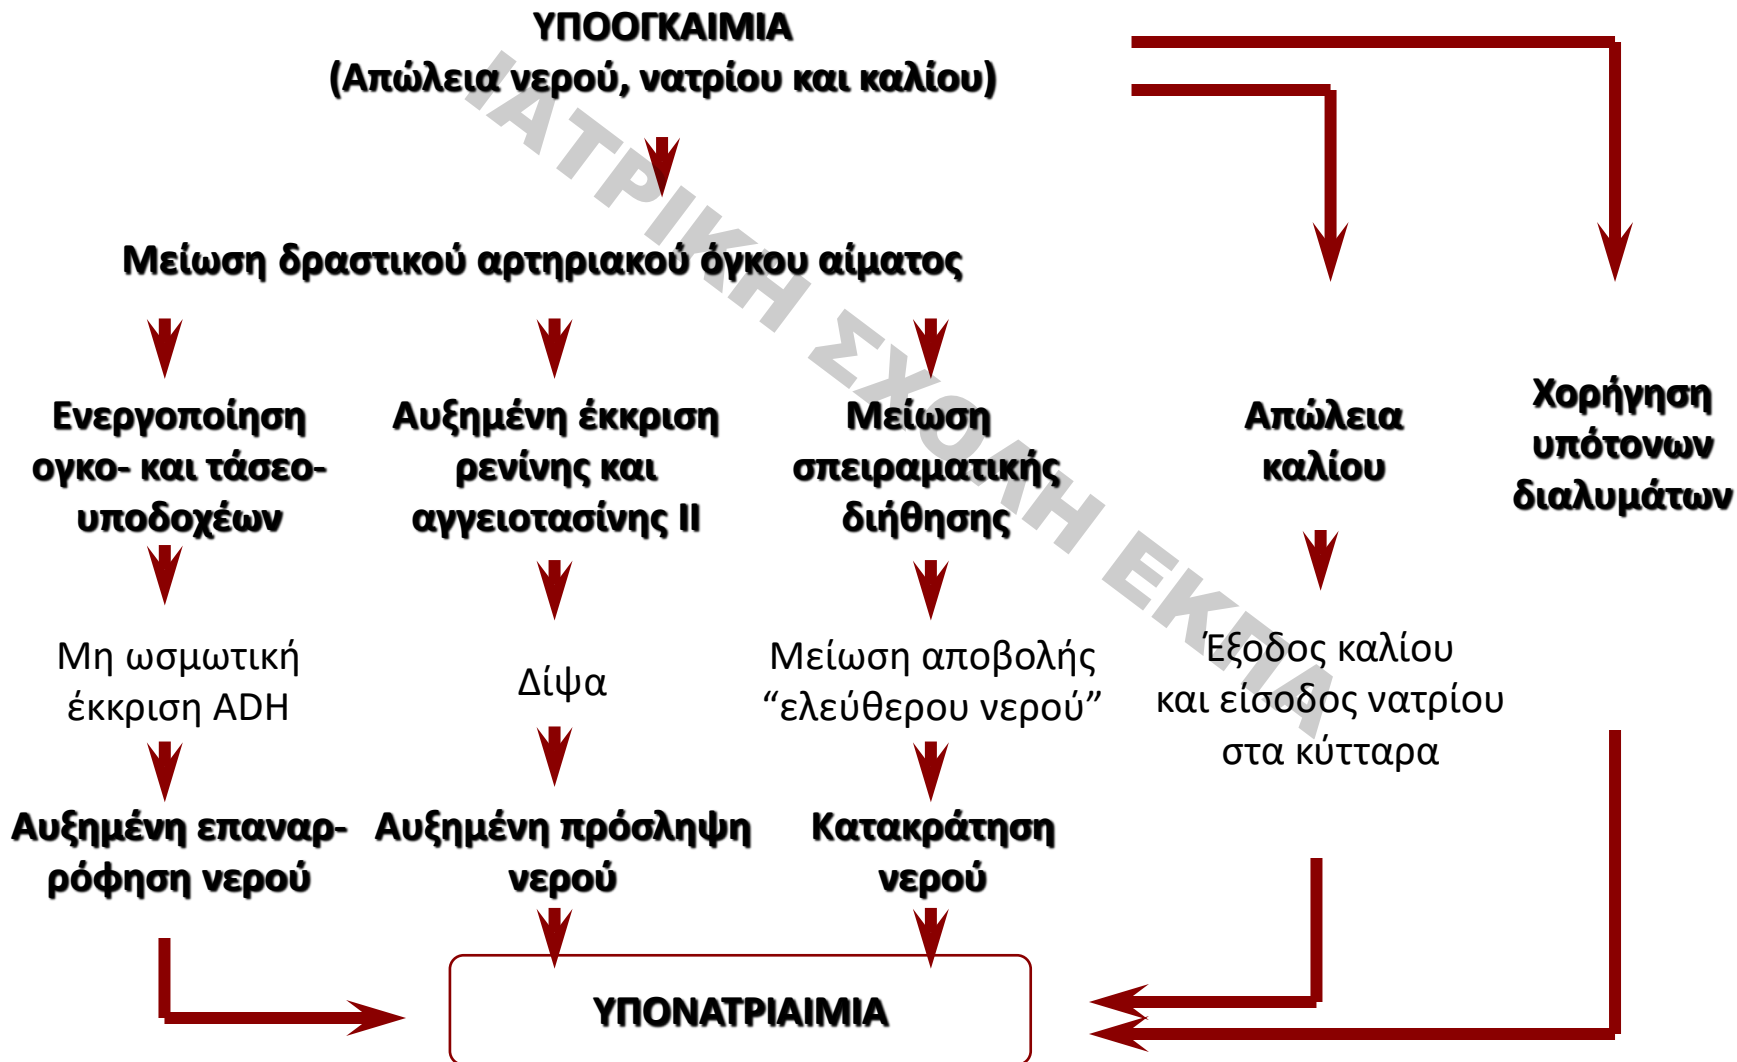 ΥΠΟΟΓΚΑΙΜΙΑ
(Απώλεια νερού, νατρίου και καλίου)
Μείωση δραστικού αρτηριακού όγκου αίματος
Ενεργοποίηση
ογκο- και τάσεο-
υποδοχέων
Μη ωσμωτική
έκκριση ADH
Αυξημένη επαναρ-
ρόφηση νερού
Αυξημένη έκκριση
ρενίνης και
αγγειοτασίνης ΙΙ
Δίψα
Αυξημένη πρόσληψη
νερού
Μείωση
σπειραματικής
διήθησης
Μείωση αποβολής
“ελεύθερου νερού”
Κατακράτηση
νερού
Απώλεια
καλίου
Έξοδος καλίου
και είσοδος νατρίου
στα κύτταρα
Χορήγηση
υπότονων
διαλυμάτων
ΥΠΟΝΑΤΡΙΑΙΜΙΑ
ΙΑΤΡΙΚΗ ΣΧΟΛΗ ΕΚΠΑ